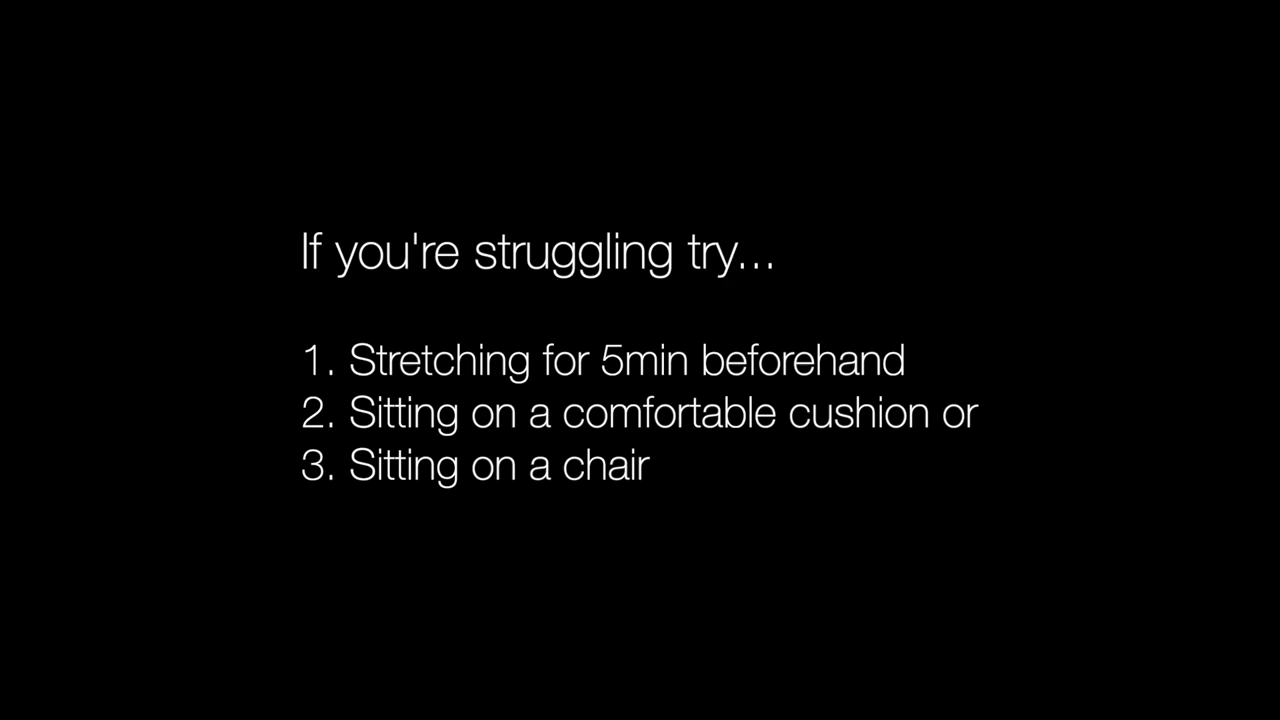 If you're struggling try...
1. Stretching for 5min beforehand
2. Sitting on a comfortable cushion or
3. Sitting on a chair